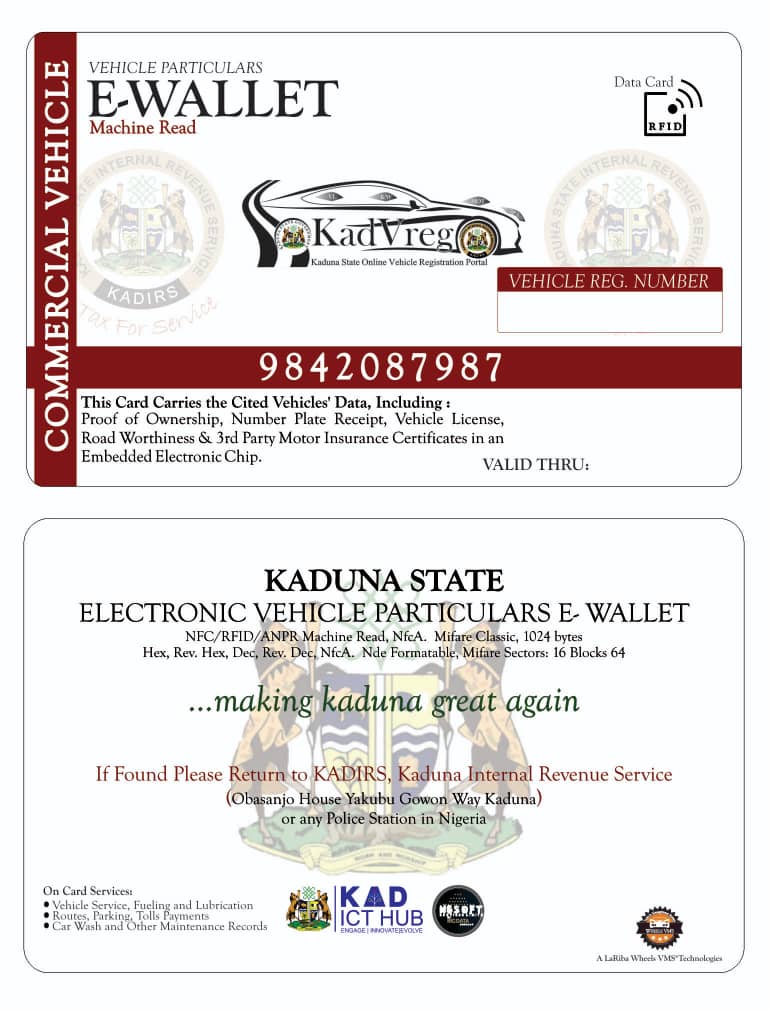 COMMERCIAL VEHICLE
VEHICLE PARTICULARS
E-WALLET
Machine Read
Data Card
RFID
KADUNA STATE INTERNAL REVENUE SERVICE
KADIRS
Tax For Service
KadVreg
Kaduna State Online Vehicle Registration Portal
KADUNA STATE INTERNAL REVENUE SERVICE
VEHICLE REG. NUMBER
9842087987
This Card Carries the Cited Vehicles' Data, Including :
Proof of Ownership, Number Plate Receipt, Vehicle License,
Road Worthiness & 3rd Party Motor Insurance Certificates in an
Embedded Electronic Chip.
VALID THRU:
KADUNA STATE
ELECTRONIC VEHICLE PARTICULARS E- WALLET
NFC/RFID/ANPR Machine Read, NfcA. Mifare Classic, 1024 bytes
Hex, Rev. Hex, Dec, Rev. Dec, NfcA. Nde Formatable, Mifare Sectors: 16 Blocks 64
...making kaduna great again
If Found Please Return to KADIRS, Kaduna Internal Revenue Service
(Obasanjo House Yakubu Gowon Way Kaduna)
or any Police Station in Nigeria
On Card Services:
• Vehicle Service, Fueling and Lubrication
• Routes, Parking, Tolls Payments
• Car Wash and Other Maintenance Records
KAD
ICT HUB
ENGAGE | INNOVATE|EVOLVE
WHEELS VMS
A LaRiba Wheels VMS®Technologies